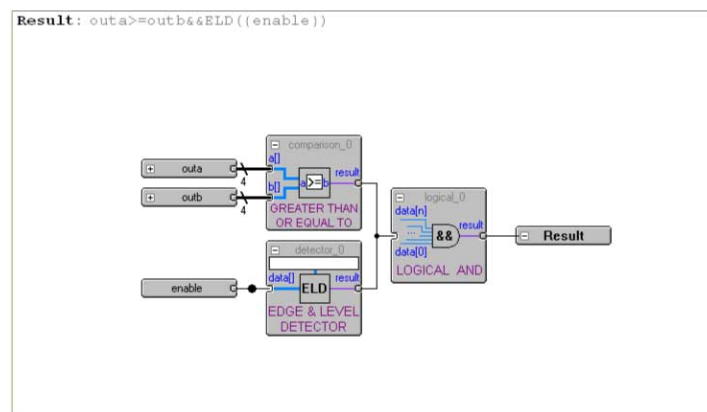 Result: outa>=outb&&ELD((enable))
comparison_0
a[]
result
outa
4
a>=b
b[]
outb
4
GREATER THAN
OR EQUAL TO
logical_0
data[n]
...
&&
result
data[0]
LOGICAL AND
Result
detector_0
data[]
result
enable
ELD
EDGE & LEVEL
DETECTOR